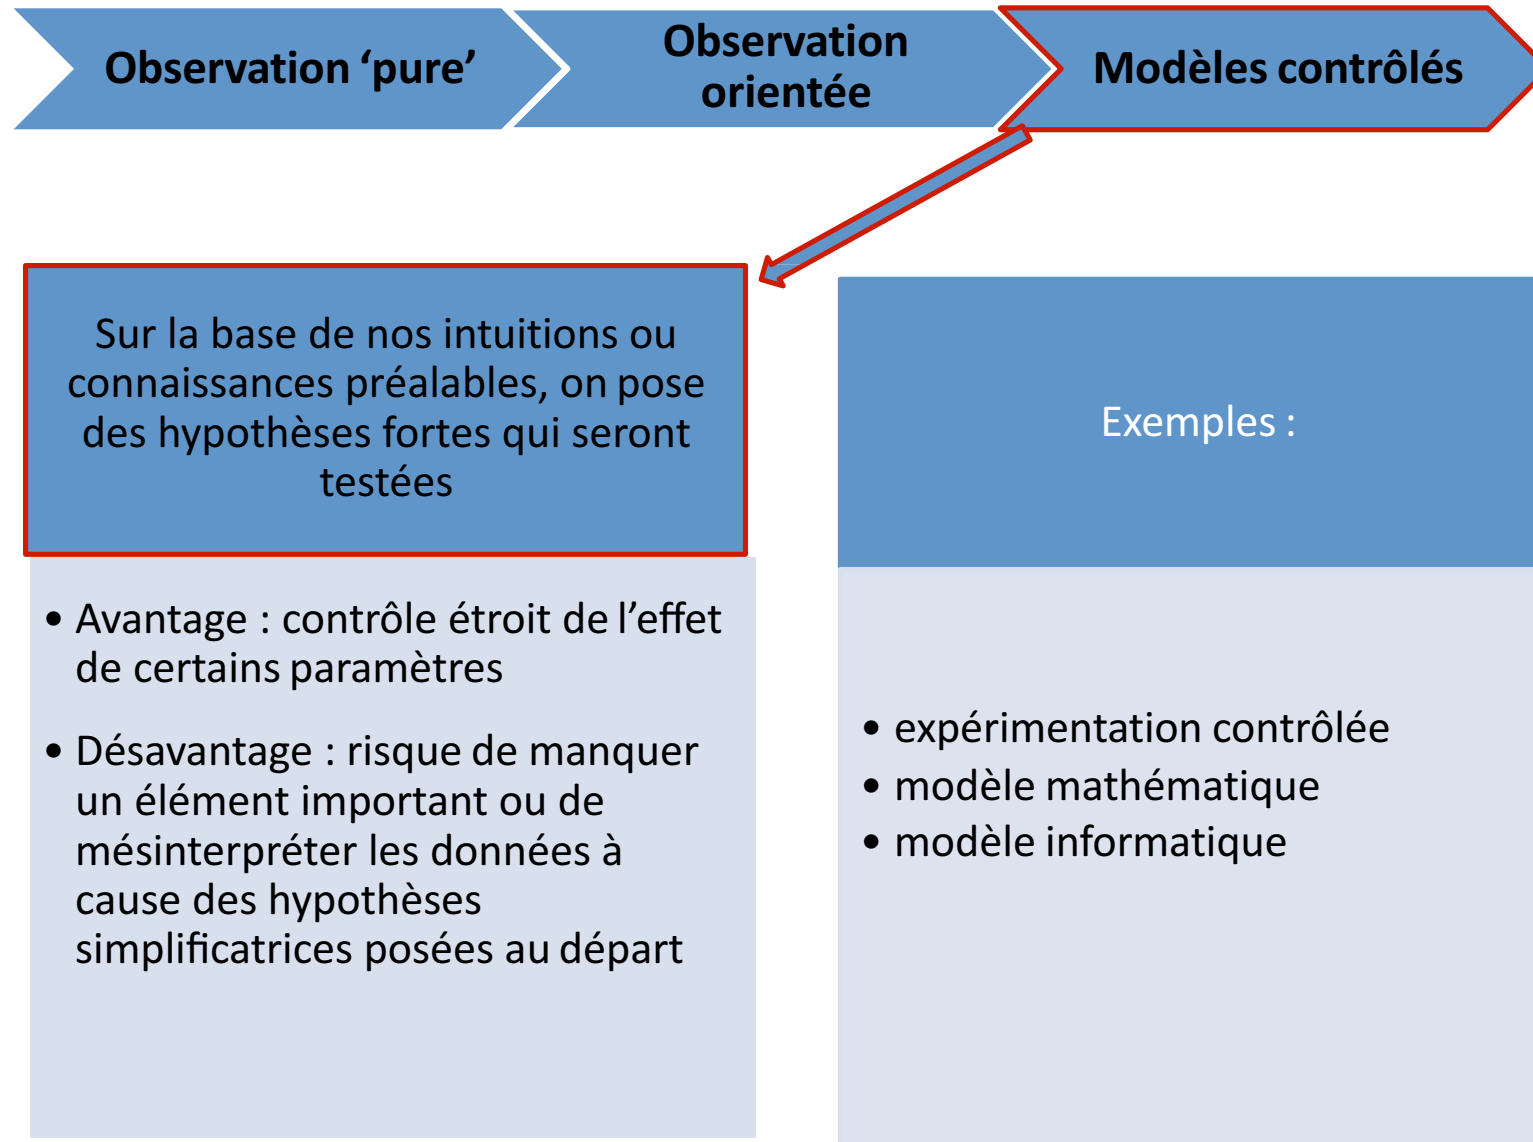 Observation ‘pure’
Observation
orientée
Modèles contrôlés
Sur la base de nos intuitions ou
connaissances préalables, on pose
des hypothèses fortes qui seront
testées
• Avantage : contrôle étroit de l’effet
de certains paramètres
• Désavantage : risque de manquer
un élément important ou de
mésinterpréter les données à
cause des hypothèses
simplificatrices posées au départ
Exemples :
• expérimentation contrôlée
• modèle mathématique
• modèle informatique